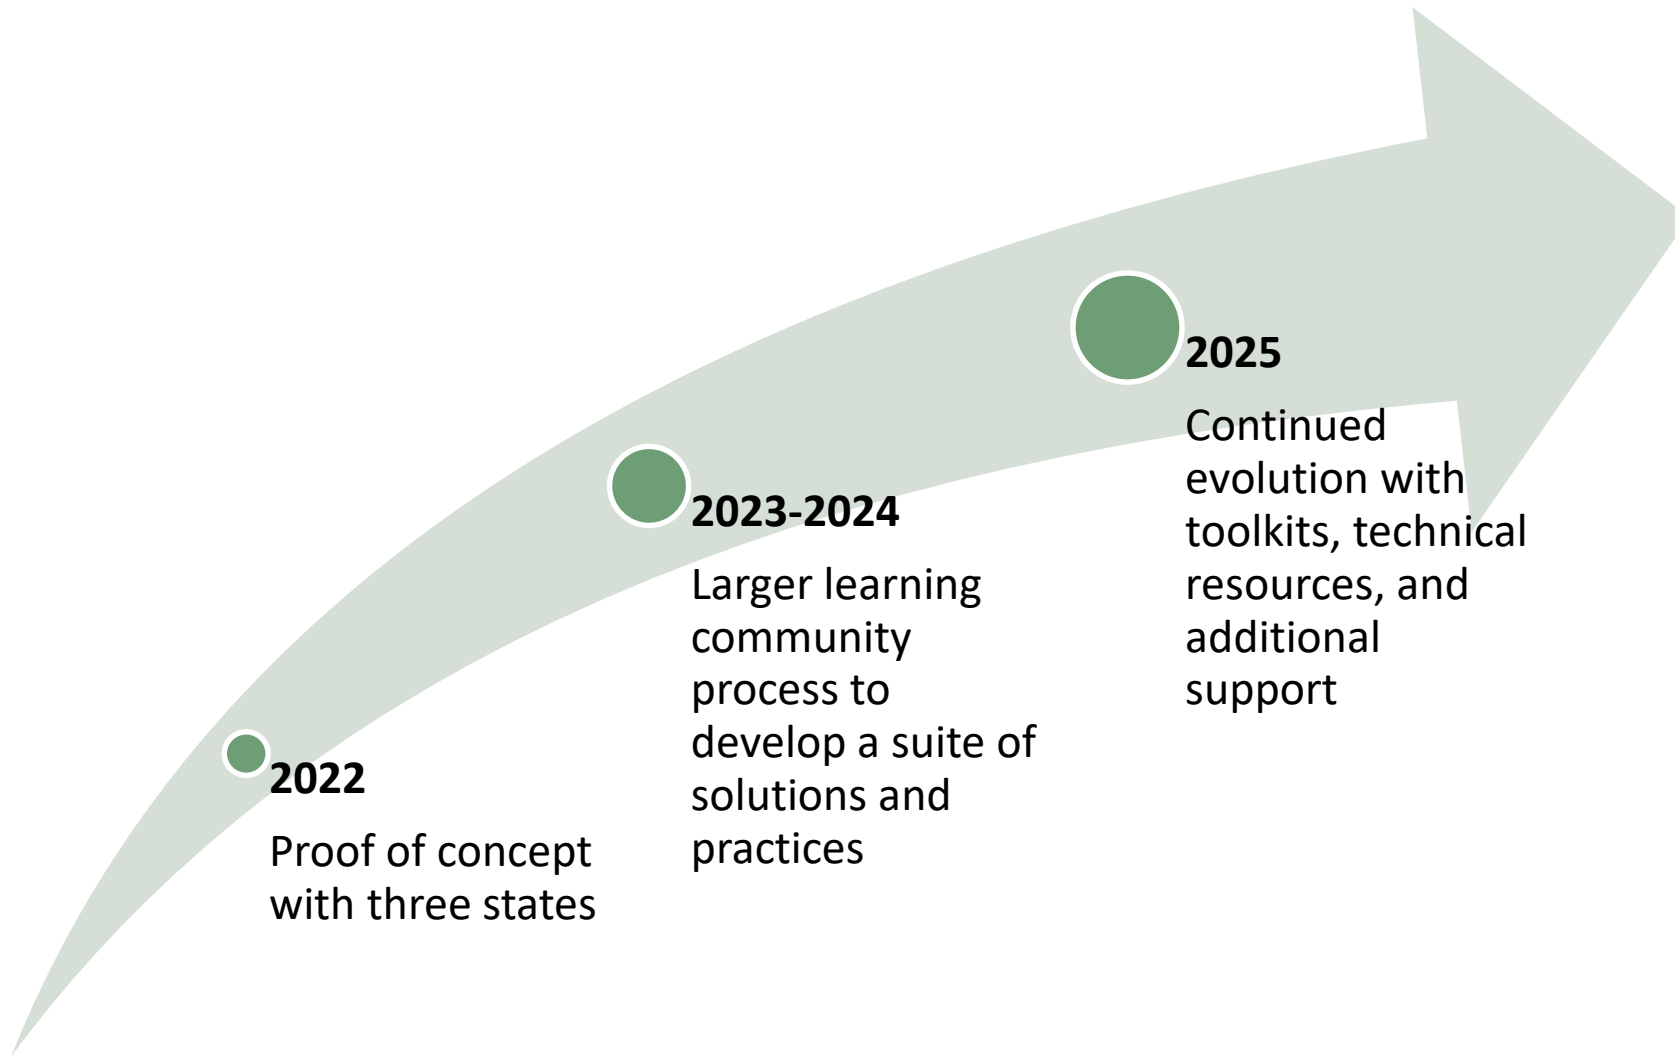 2022
Proof of concept
with three states
2023-2024
Larger learning
community
process to
develop a suite of
solutions and
practices
2025
Continued
evolution with
toolkits, technical
resources, and
additional
support